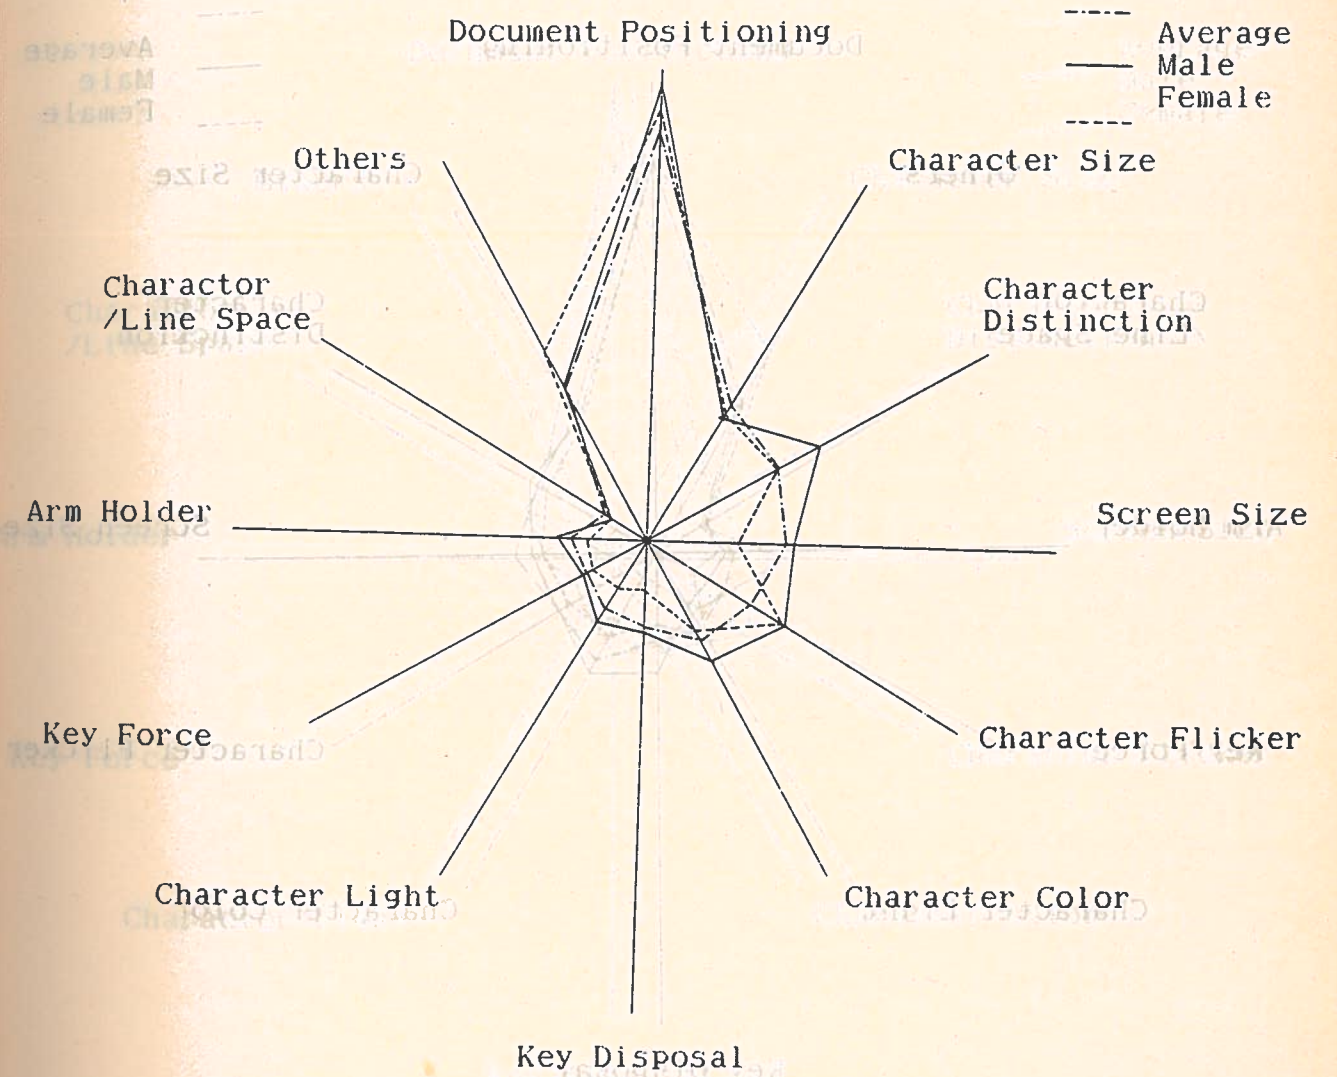 Document Positioning
Average
Male
Female
Others
Character Size
Charactor
/Line Space
Character
Distinction
Arm Holder
Screen Size
Key Force
Character Flicker
Character Light
Character Color
Key Disposal